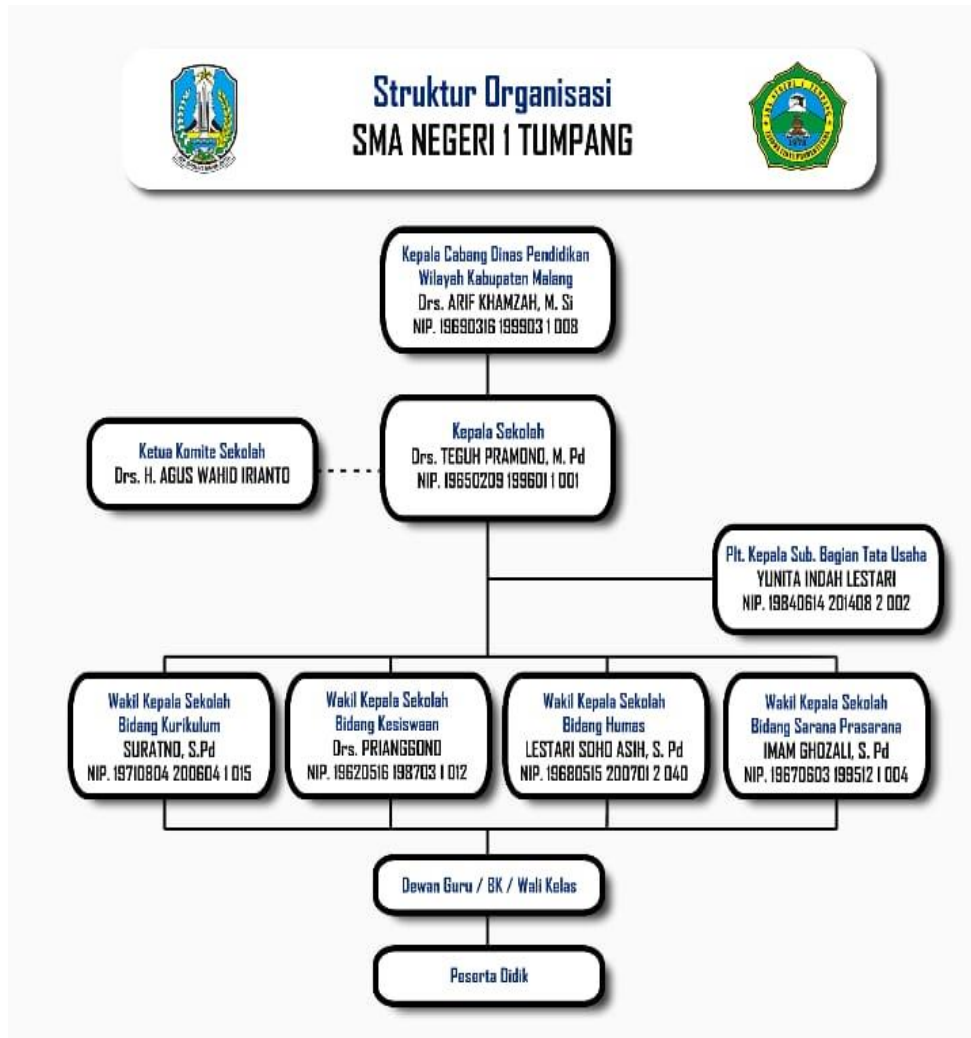 Struktur Organisasi
SMA NEGERI 1 TUMPANG
Kepala Cabang Dinas Pendidikan
Wilayah Kabupaten Malang
Drs. ARIF KHAMZAH, M. Si
NIP. 19690316 199903 1 008
Kepala Sekolah
Drs. TEGUH PRAMONO, M. Pd
NIP. 19650209 199601 1 001
Ketua Komite Sekolah
Drs. H. AGUS WAHID IRIANTO
Plt. Kepala Sub. Bagian Tata Usaha
YUNITA INDAH LESTARI
NIP. 19840614 201408 2 002
Wakil Kepala Sekolah
Bidang Kurikulum
SURATNO, S.Pd
NIP. 19710804 200604 1 015
Wakil Kepala Sekolah
Bidang Kesiswaan
Drs. PRIANGGONO
NIP. 19620516 198703 1 012
Wakil Kepala Sekolah
Bidang Humas
LESTARI SOHO ASIH, S. Pd
NIP. 19680515 200701 2 040
Wakil Kepala Sekolah
Bidang Sarana Prasarana
IMAM GHOZALI, S. Pd
NIP. 19670603 199512 1 004
Dewan Guru / BK / Wali Kelas
Peserta Didik